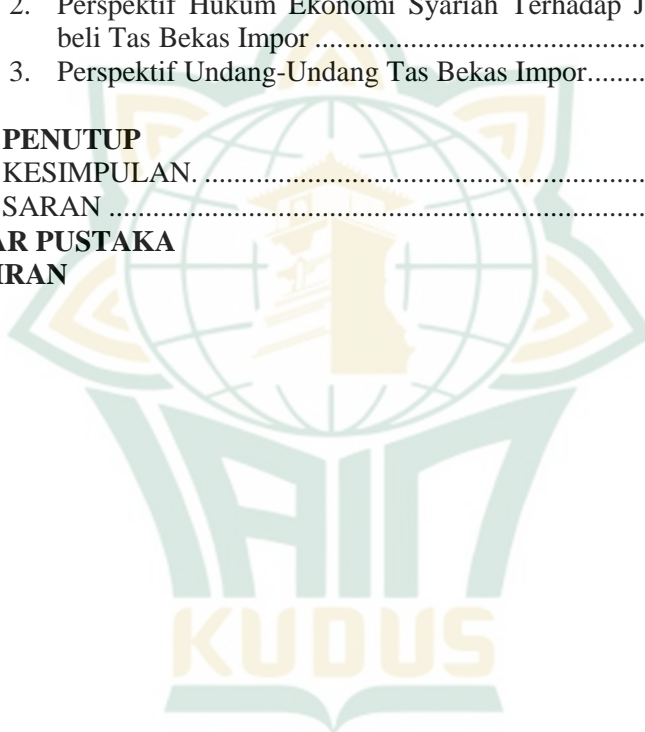 2. Perspektif Hukum Ekonomi Syariah Terhadap J
beli Tas Bekas Impor ....................................................
3. Perspektif Undang-Undang Tas Bekas Impor.........
PENUTUP
KESIMPULAN. ....................................................................
SARAN .................................................................................
AR PUSTAKA
IRAN
IAIN
KUDUS